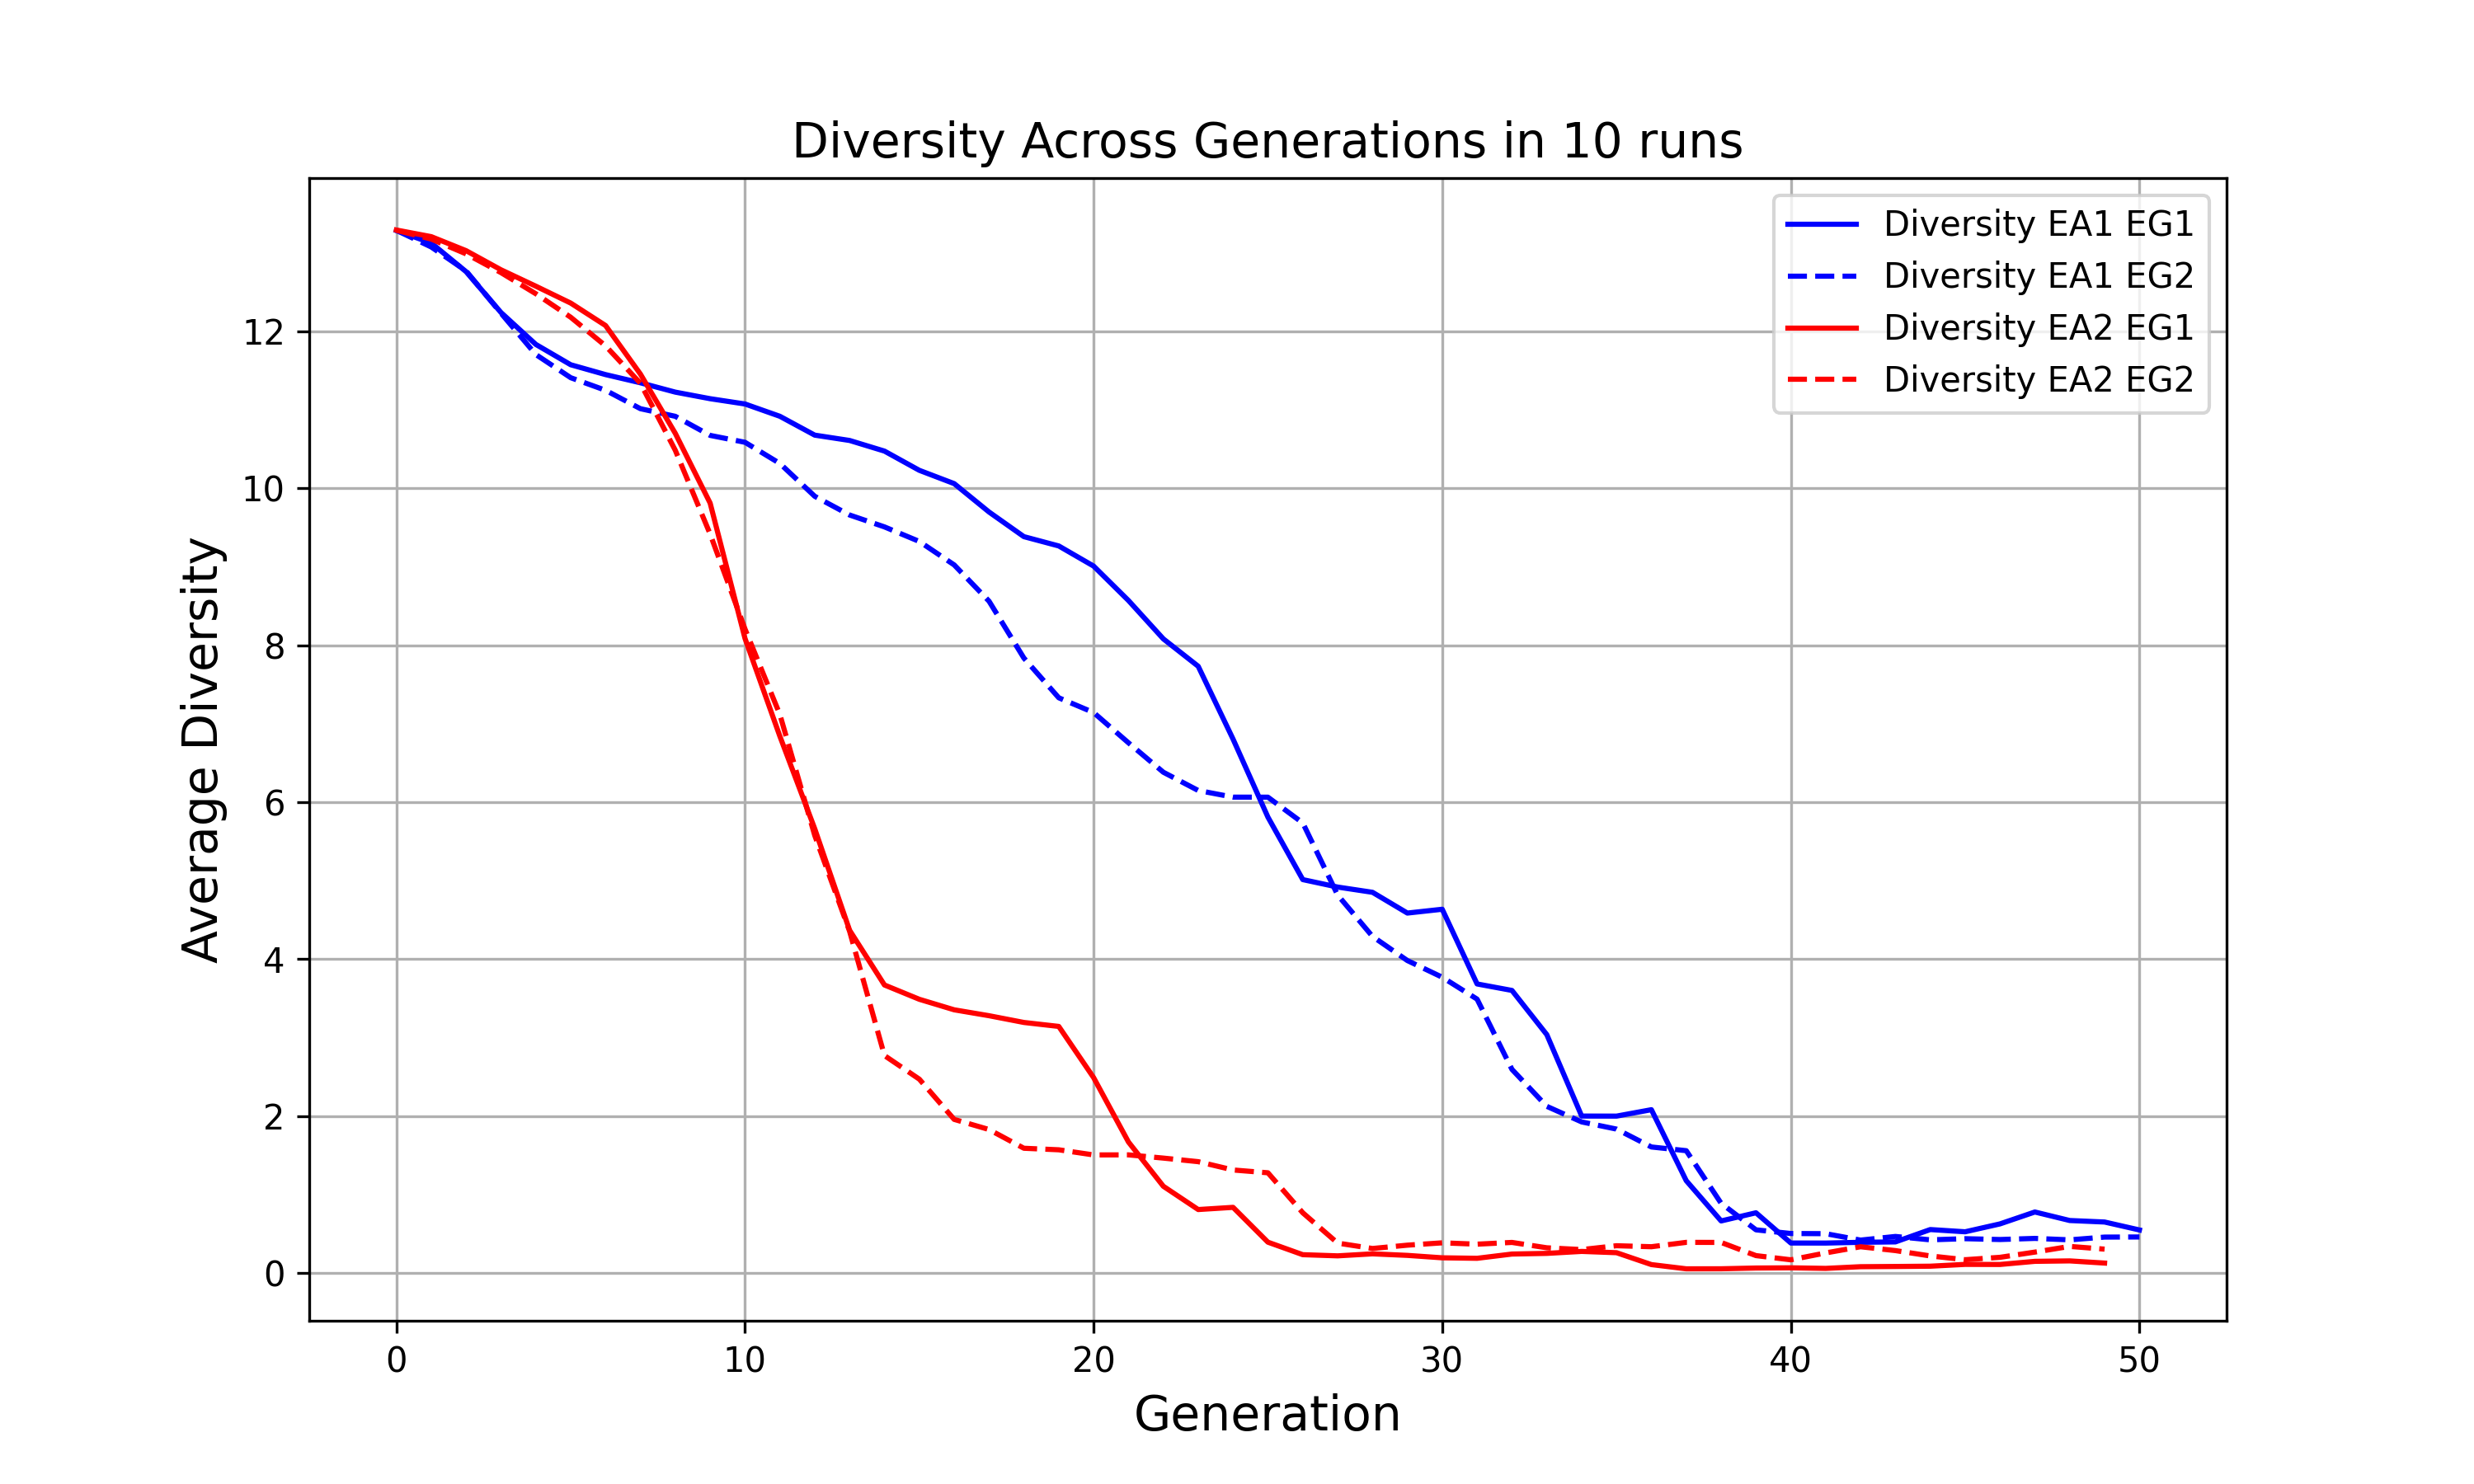 Diversity Across Generations in 10 runs
Diversity EA1 EG1
Diversity EA1 EG2
Diversity EA2 EG1
Diversity EA2 EG2
Average Diversity
12
10
8
6
4
2
0
0 10 20 30 40 50
Generation